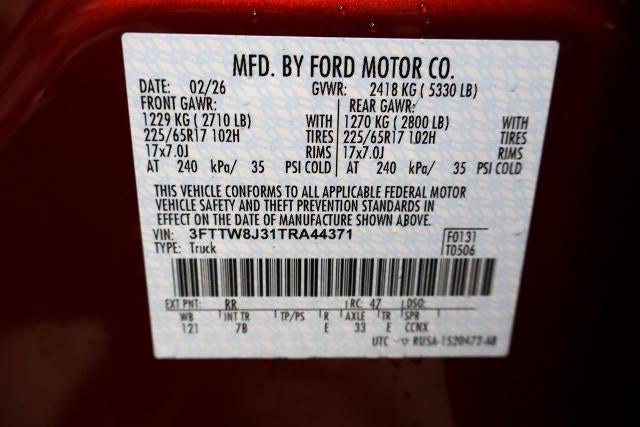 MFD. BY FORD MOTOR CO.
DATE: 02/26 GVWR: 2418 KG ( 5330 LB)
FRONT GAWR: REAR GAWR:
1229 KG ( 2710 LB) WITH 1270 KG ( 2800 LB) WITH
225/65R17 102H TIRES 225/65R17 102H TIRES
17x7.0J RIMS 17x7.0J RIMS
AT 240 kPa/ 35 PSI COLD AT 240 kPa/ 35 PSI COLD
THIS VEHICLE CONFORMS TO ALL APPLICABLE FEDERAL MOTOR
VEHICLE SAFETY AND THEFT PREVENTION STANDARDS IN
EFFECT ON THE DATE OF MANUFACTURE SHOWN ABOVE.
VIN: 3FTTW8J31TRA44371 F0131
TYPE: Truck T0506
EXT PNT: RR RC: 47 DSO:
WB INT TR TP/PS R AXLE TR SPR
121 7B E 33 E CCNX
UTC RUSA-1520472-AB